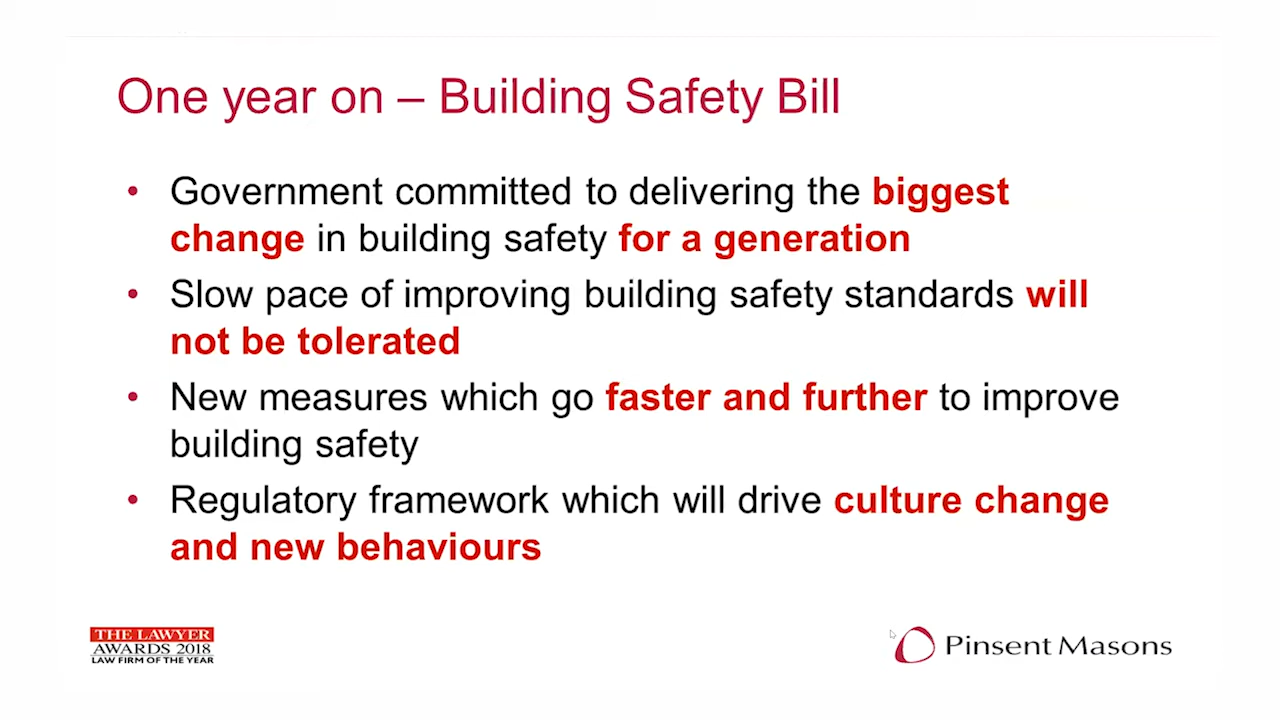 One year on – Building Safety Bill
• Government committed to delivering the biggest
change in building safety for a generation
• Slow pace of improving building safety standards will
not be tolerated
• New measures which go faster and further to improve
building safety
• Regulatory framework which will drive culture change
and new behaviours
THE LAWYER
AWARDS 2018
LAW FIRM OF THE YEAR
Pinsent Masons